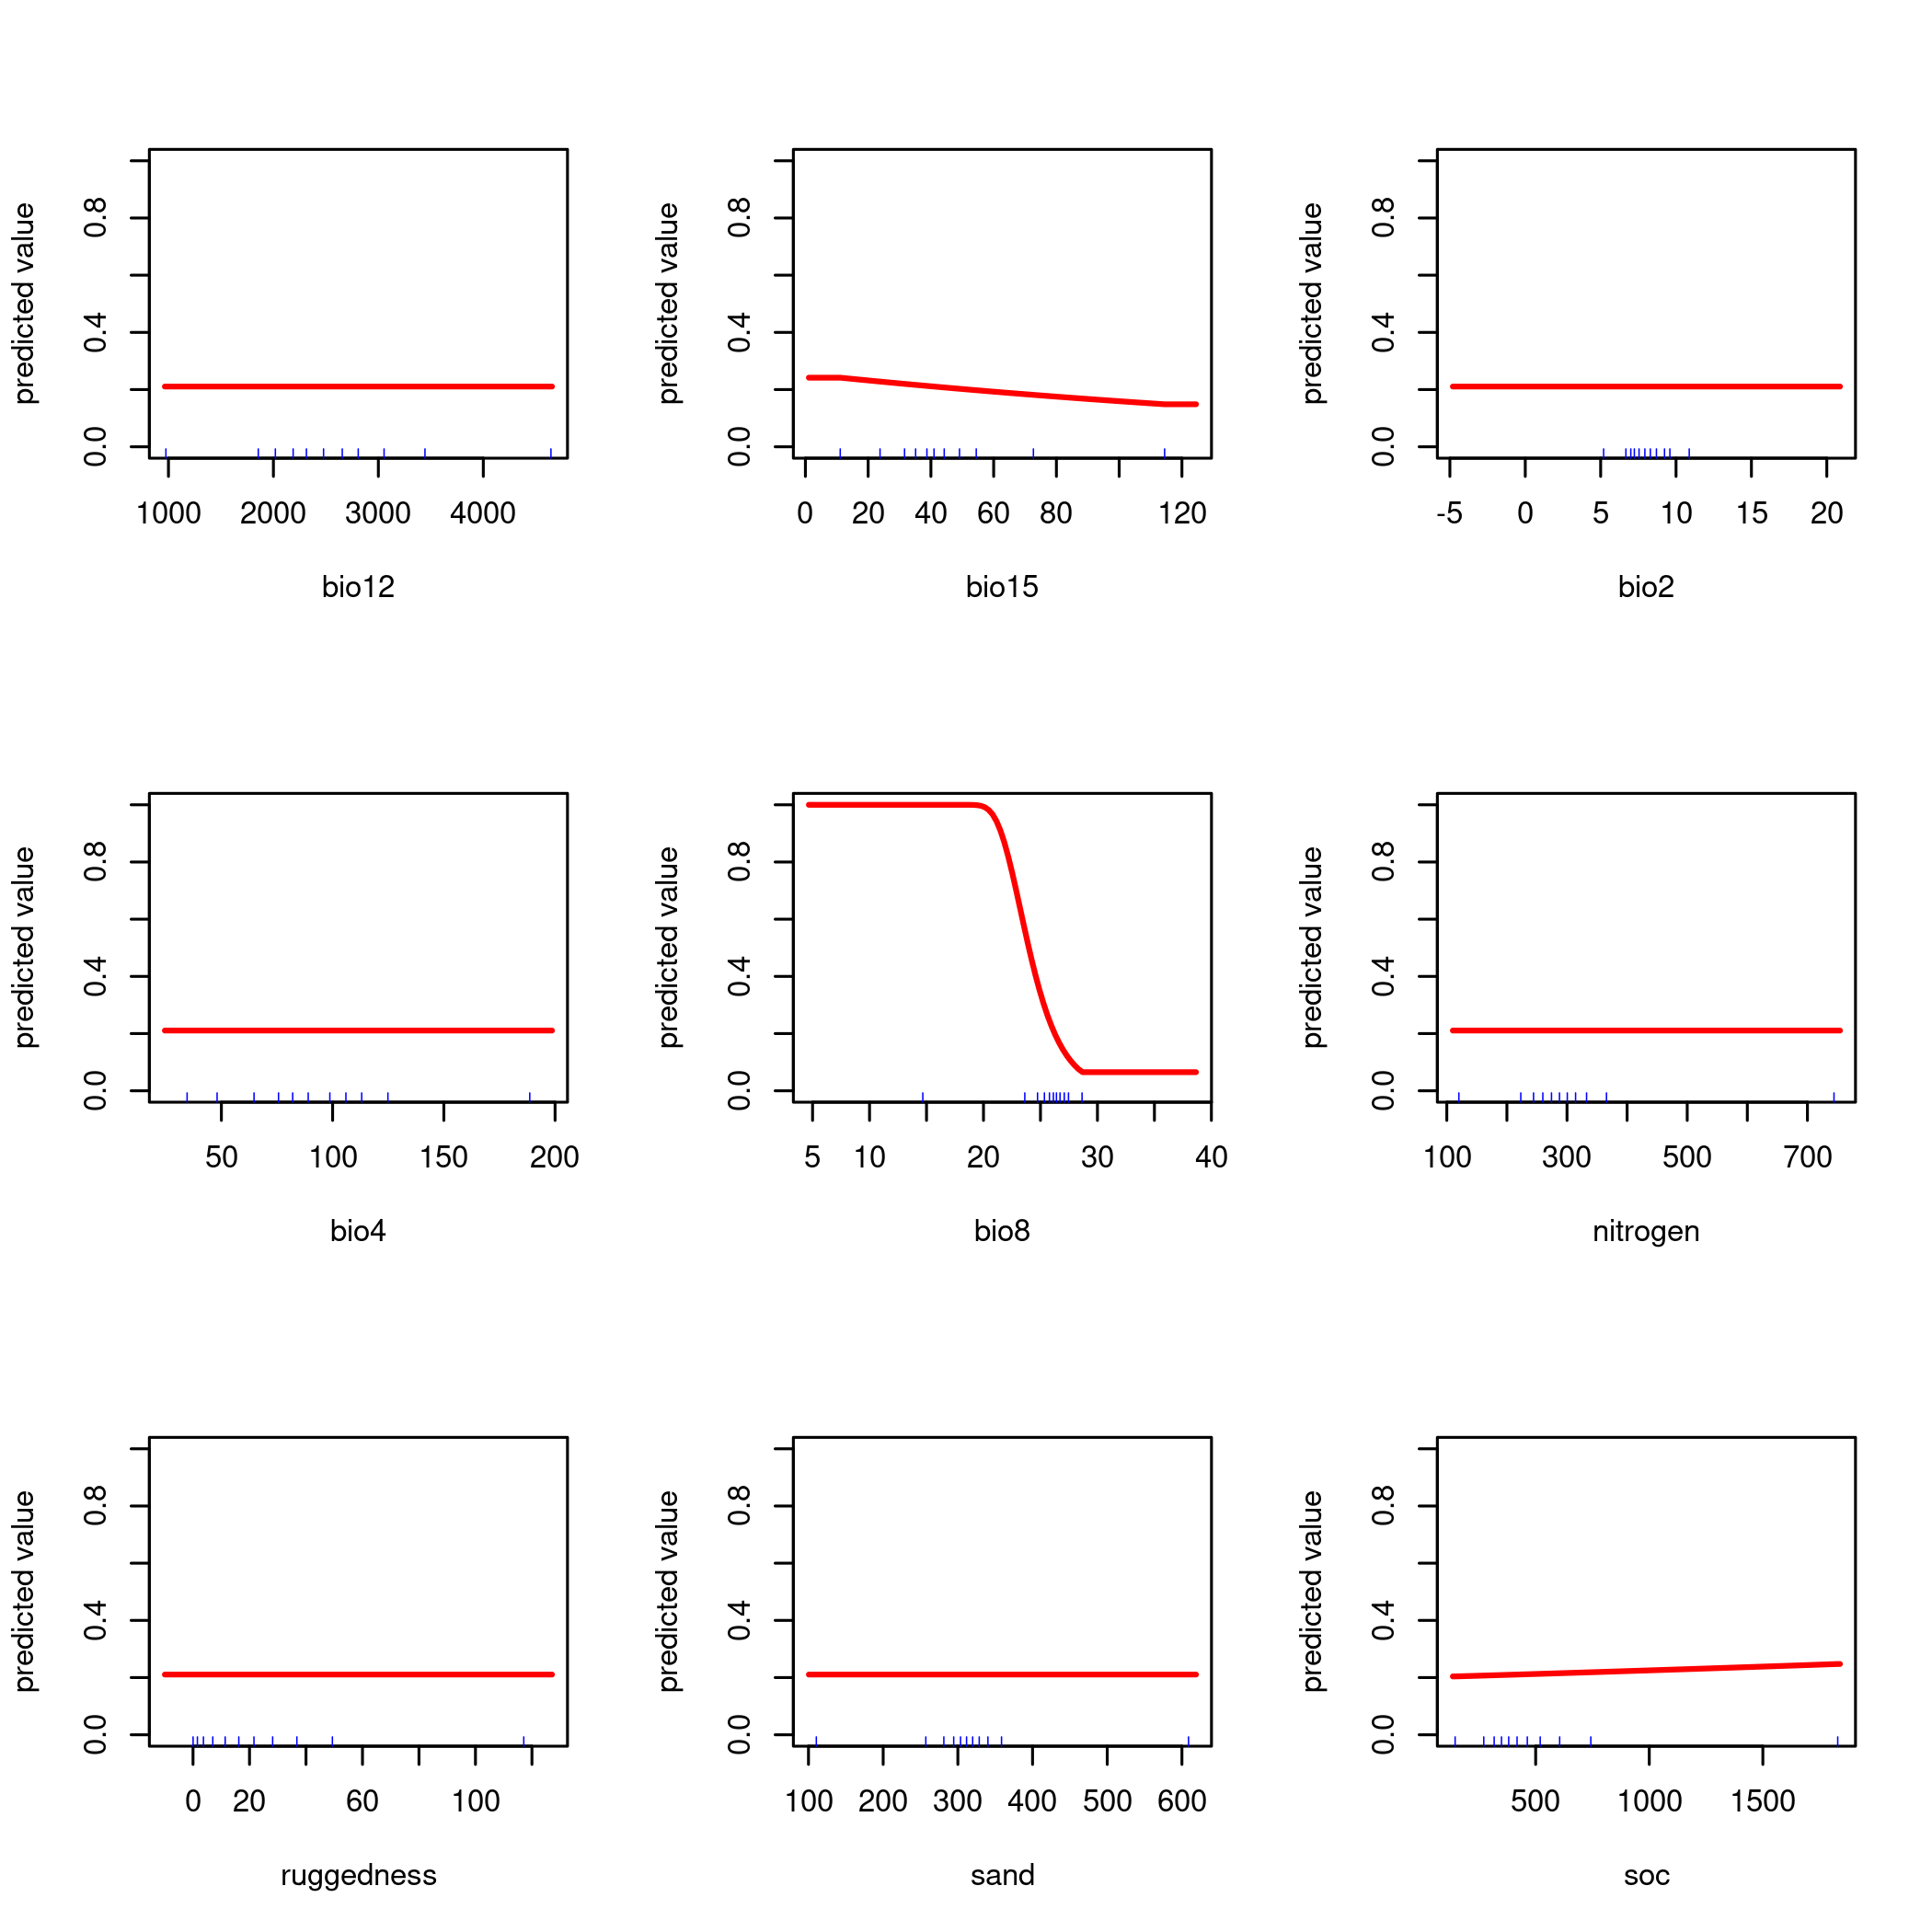 predicted value
0.0 0.4 0.8
1000 2000 3000 4000
bio12
predicted value
0.0 0.4 0.8
0 20 40 60 80 120
bio15
predicted value
0.0 0.4 0.8
-5 0 5 10 15 20
bio2
predicted value
0.0 0.4 0.8
50 100 150 200
bio4
predicted value
0.0 0.4 0.8
5 10 20 30 40
bio8
predicted value
0.0 0.4 0.8
100 300 500 700
nitrogen
predicted value
0.0 0.4 0.8
0 20 60 100
ruggedness
predicted value
0.0 0.4 0.8
100 200 300 400 500 600
sand
predicted value
0.0 0.4 0.8
500 1000 1500
soc